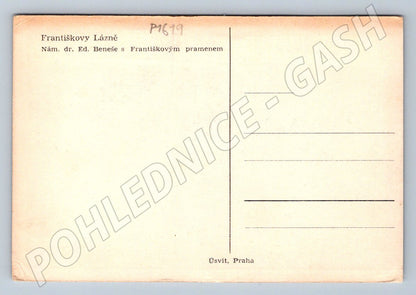 P1619
Františkovy Lázně
Nám. dr. Ed. Beneše s Františkovým pramenem
Úsvit, Praha
POHLEDNICE - GASH